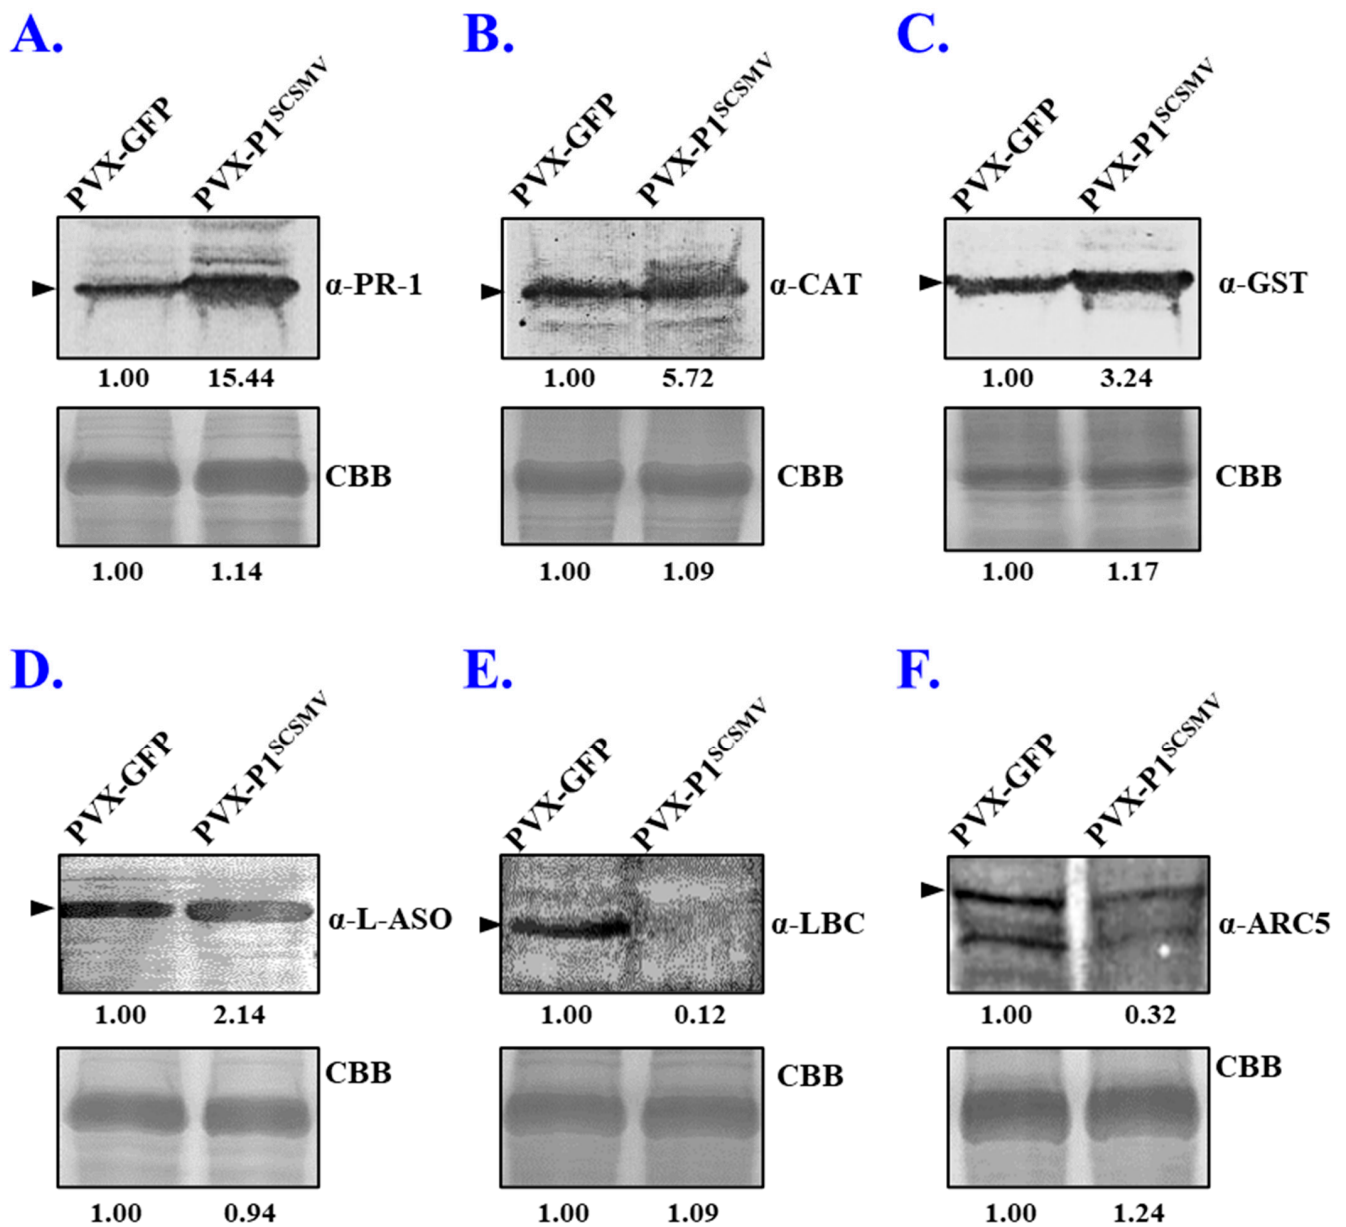 A. B. C.
PVX-GFP PVX-P1SCSMV PVX-GFP PVX-P1SCSMV PVX-GFP PVX-P1SCSMV
α-PR-1 α-CAT α-GST
1.00 15.44 1.00 5.72 1.00 3.24
CBB CBB CBB
1.00 1.14 1.00 1.09 1.00 1.17
D. E. F.
PVX-GFP PVX-P1SCSMV PVX-GFP PVX-P1SCSMV PVX-GFP PVX-P1SCSMV
α-L-ASO α-LBC α-ARC5
1.00 2.14 1.00 0.12 1.00 0.32
CBB CBB CBB
1.00 0.94 1.00 1.09 1.00 1.24